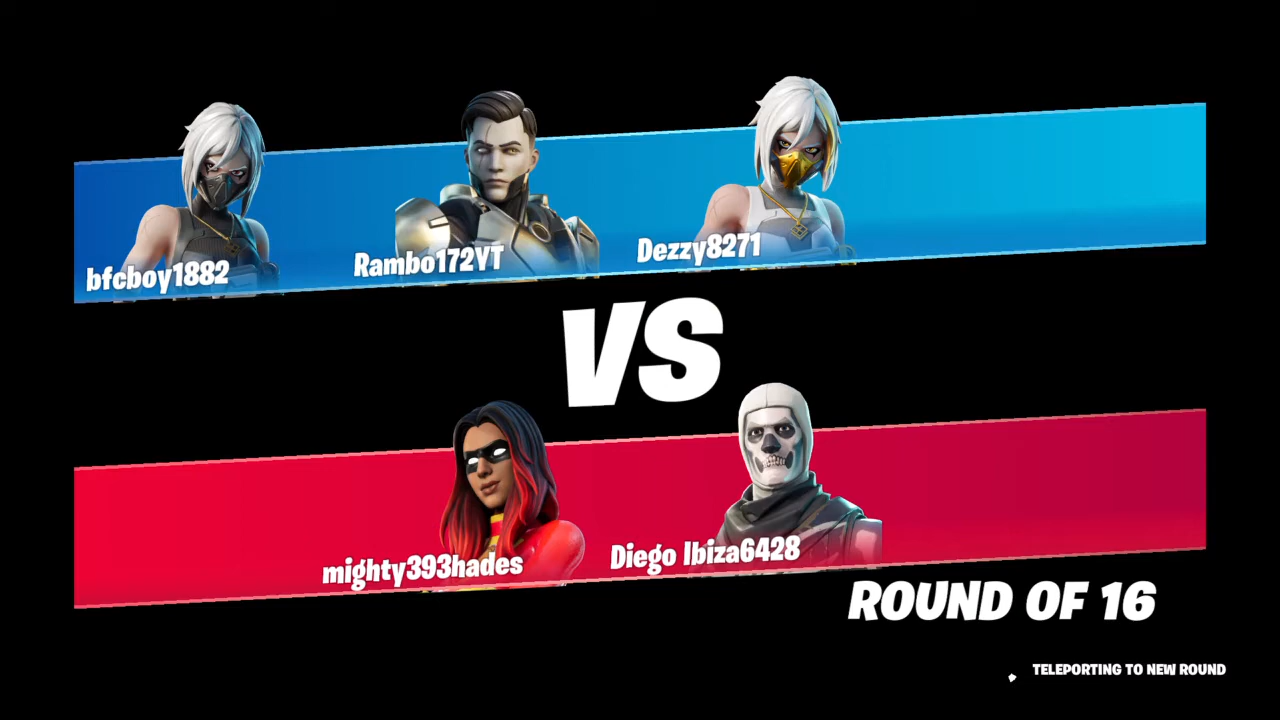 bfcboy1882
Rambo172YT
Dezzy8271
VS
mighty393hades
Diego Ibiza6428
ROUND OF 16
TELEPORTING TO NEW ROUND